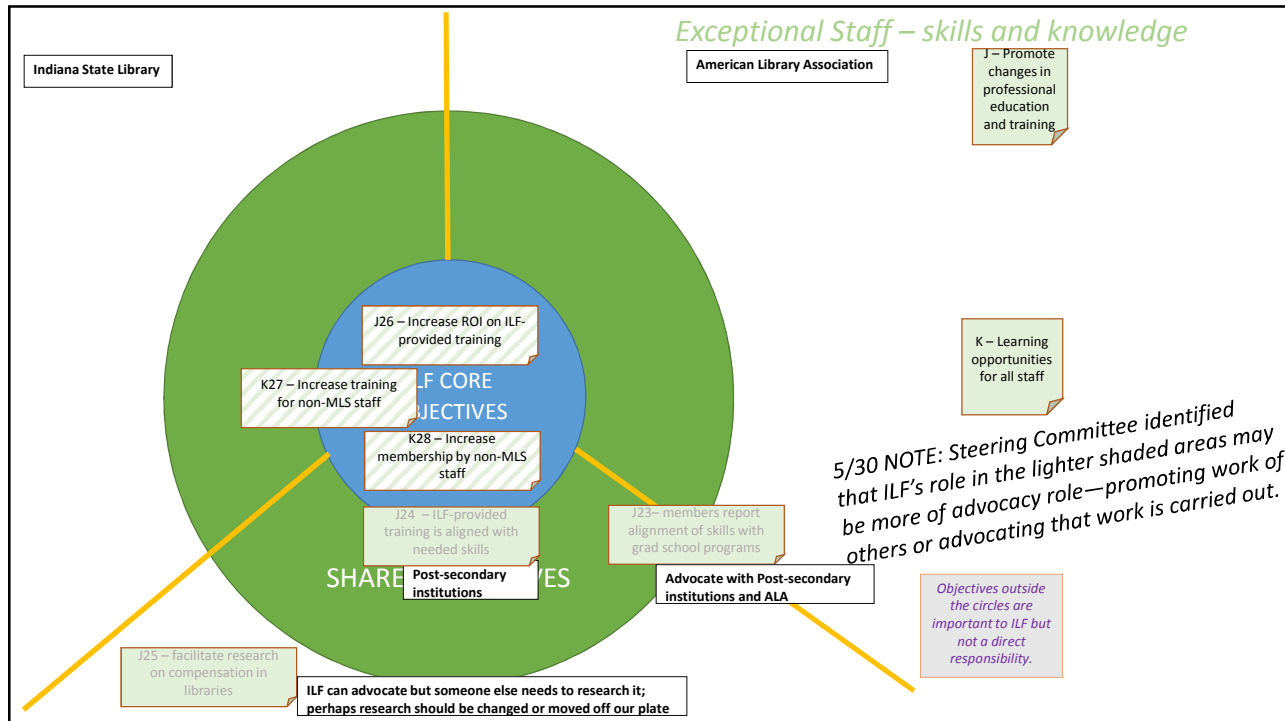 Exceptional Staff – skills and knowledge
Indiana State Library
American Library Association
J – Promote
changes in
professional
education
and training
J26 – Increase ROI on ILF-
provided training
K27 – Increase training
for non-MLS staff
LF CORE
BJECTIVES
K28 – Increase
membership by non-MLS
staff
K – Learning
opportunities
for all staff
5/30 NOTE: Steering Committee identified
that ILF’s role in the lighter shaded areas may
be more of advocacy role—promoting work of
others or advocating that work is carried out.
J24 – ILF-provided
training is aligned with
needed skills
J23– members report
alignment of skills with
grad school programs
SHARE
VES
Post-secondary
institutions
Advocate with Post-secondary
institutions and ALA
Objectives outside
the circles are
important to ILF but
not a direct
responsibility.
J25 – facilitate research
on compensation in
libraries
ILF can advocate but someone else needs to research it;
perhaps research should be changed or moved off our plate